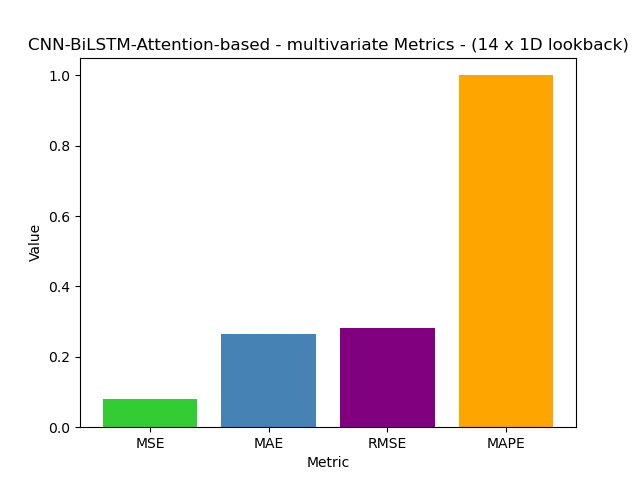 CNN-BiLSTM-Attention-based - multivariate Metrics - (14 x 1D lookback)
1.0
0.8
0.6
0.4
0.2
0.0
Value
MSE MAE RMSE MAPE
Metric